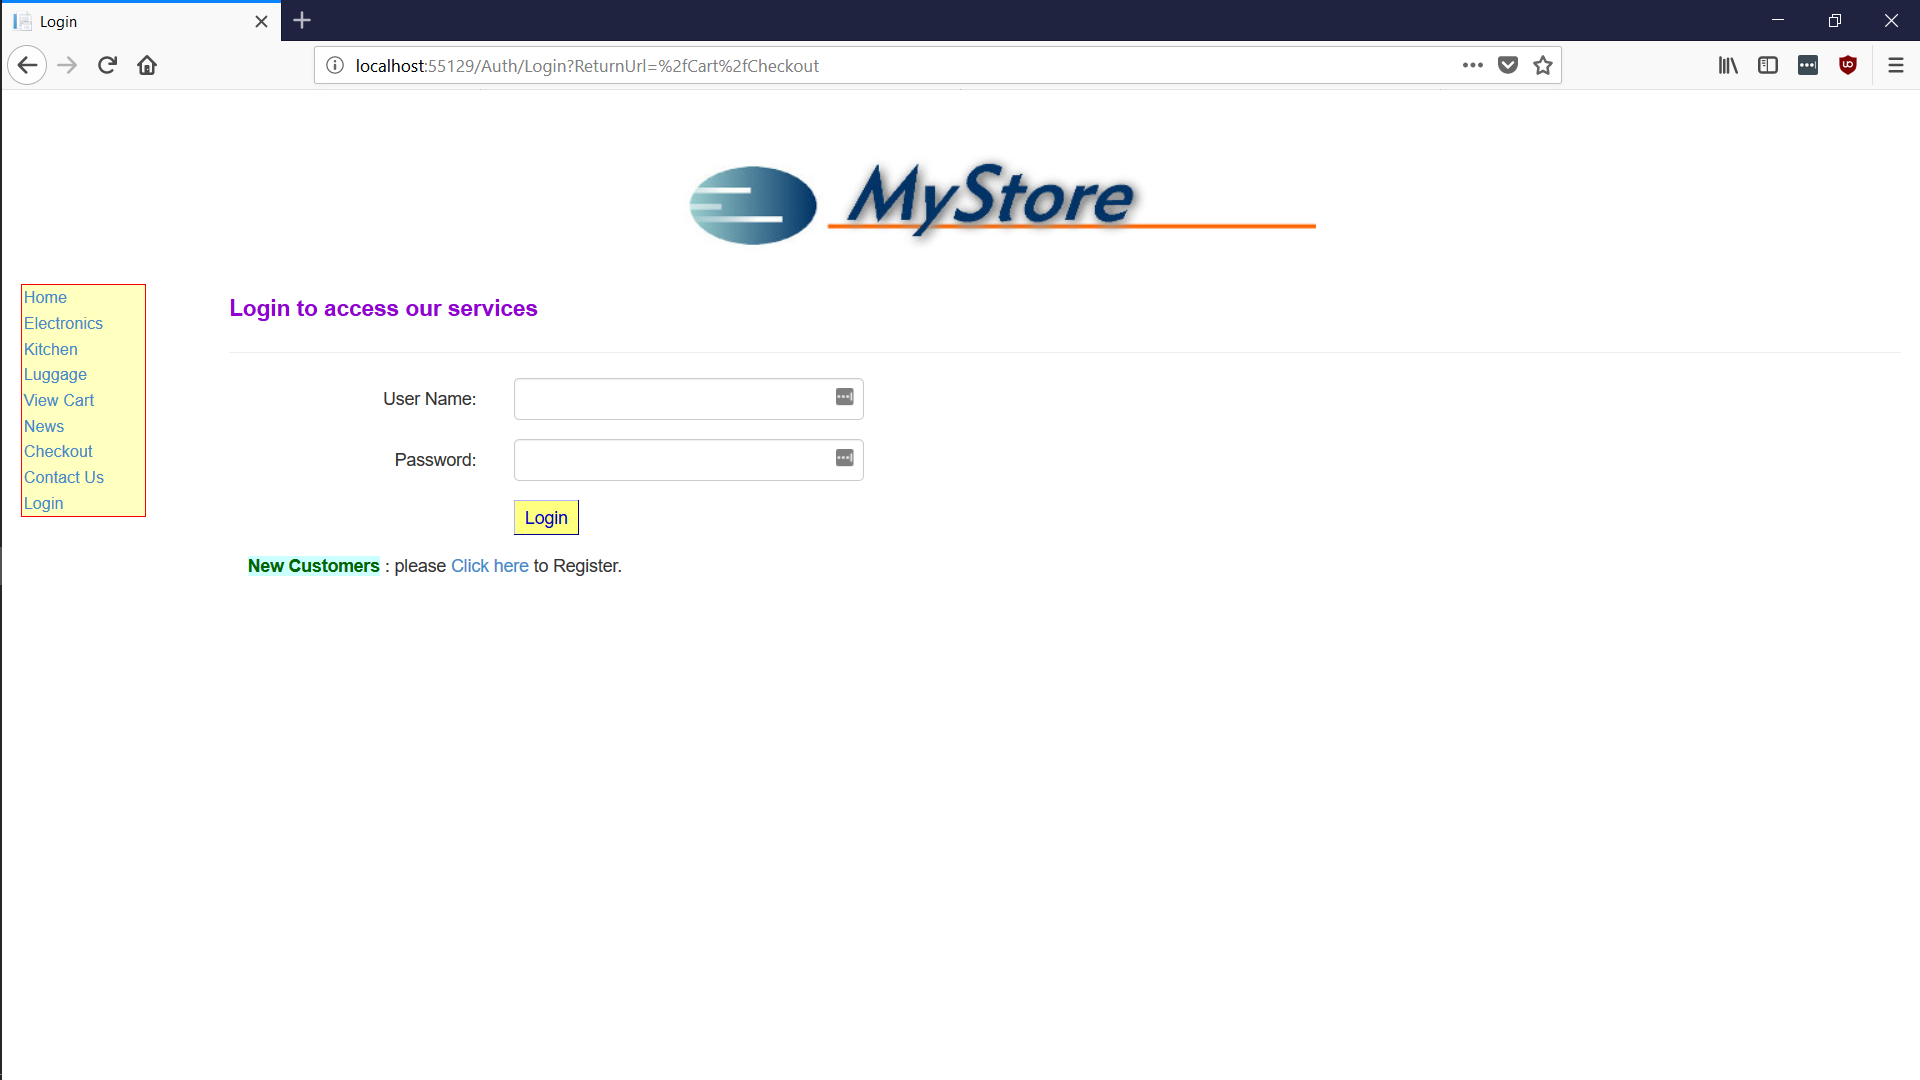 Login
localhost:55129/Auth/Login?ReturnUrl=%2fCart%2fCheckout
MyStore
Home
Electronics
Kitchen
Luggage
View Cart
News
Checkout
Contact Us
Login
Login to access our services
User Name:
Password:
Login
New Customers : please Click here to Register.